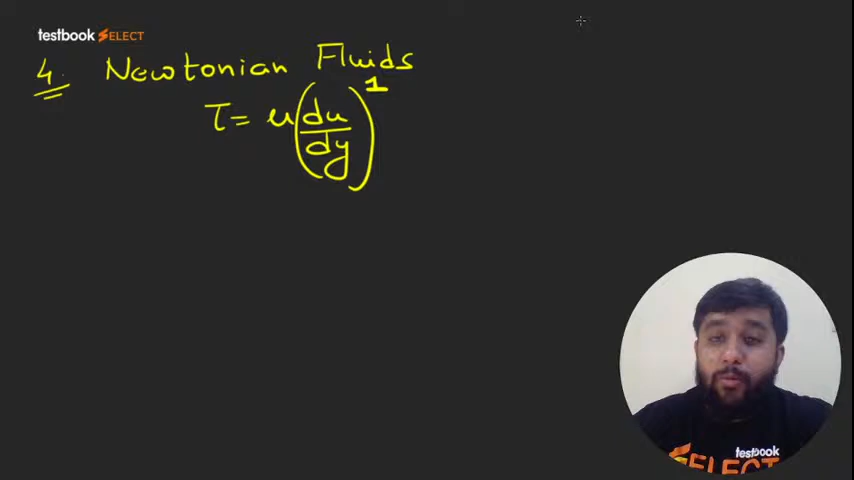 testbook SELECT
4. Newtonian Fluids
τ = μ(du/dy)^1
testbook
SELECT